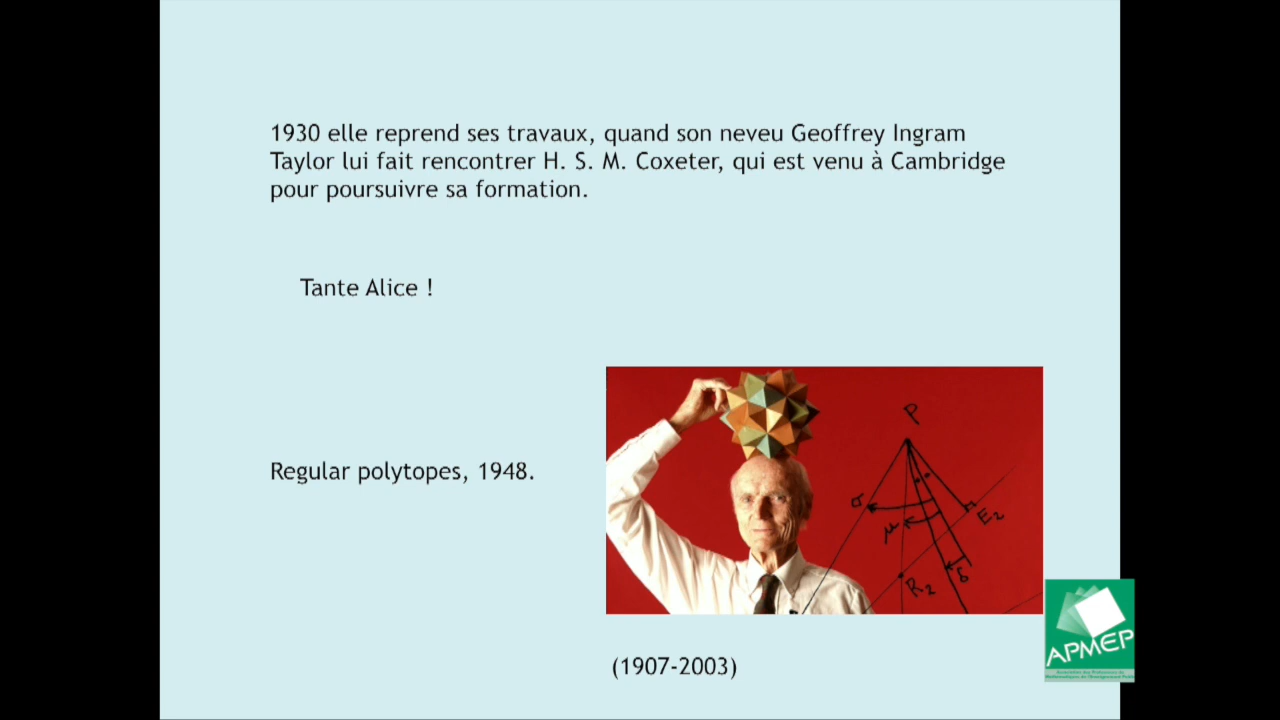 1930 elle reprend ses travaux, quand son neveu Geoffrey Ingram
Taylor lui fait rencontrer H. S. M. Coxeter, qui est venu à Cambridge
pour poursuivre sa formation.
Tante Alice !
Regular polytopes, 1948.
P
σ
μ
E2
R2
δ
APMEP
(1907-2003)